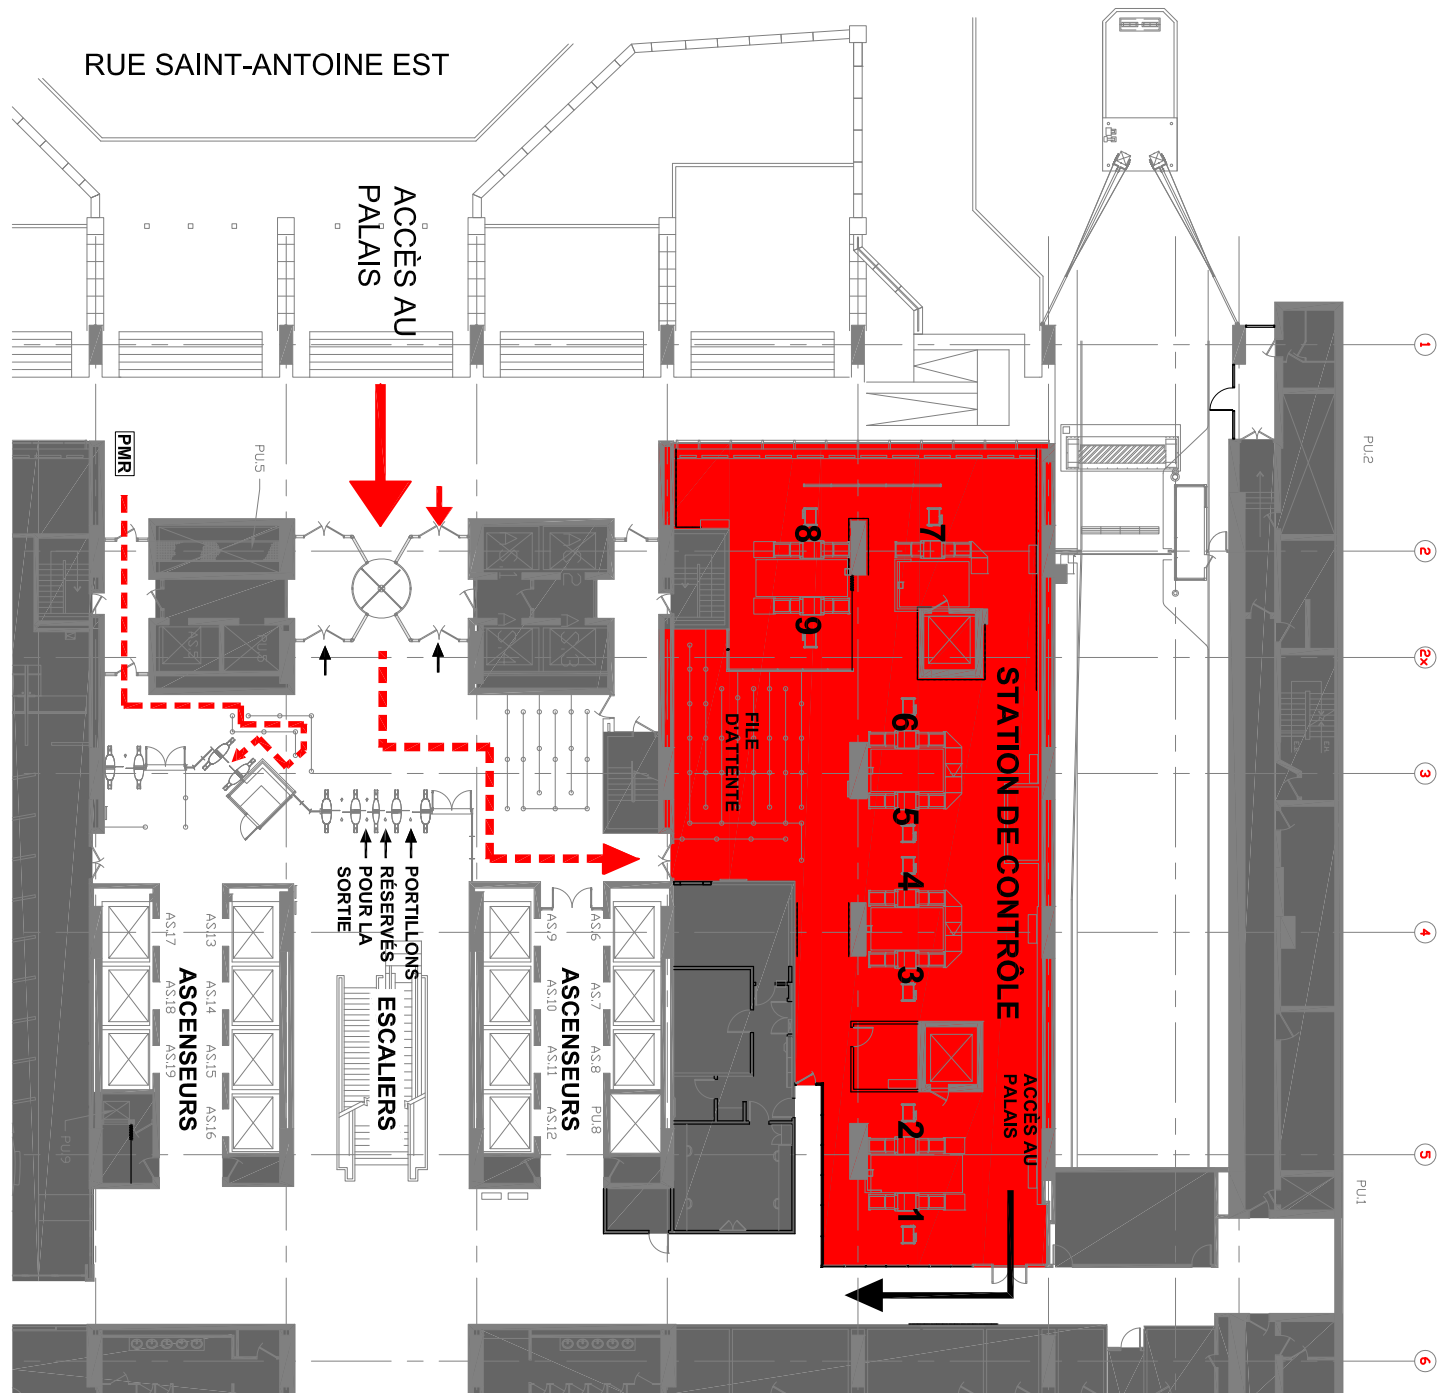 RUE SAINT-ANTOINE EST
ACCÈS AU
PALAIS
1
PU.2
PMR
PU.5
8
7
2
9
2x
STATION DE CONTRÔLE
FILE
D'ATTENTE
6
3
5
PORTILLONS
RÉSERVÉS
POUR LA
SORTIE
4
4
3
AS.17
AS.13
AS.9
AS.6
ASCENSEURS
ESCALIERS
ASCENSEURS
AS.18
AS.14
AS.10
AS.7
AS.19
AS.15
AS.11
AS.8
AS.16
AS.12
PU.8
PU.9
ACCÈS AU
PALAIS
2
5
PU.1
1
6